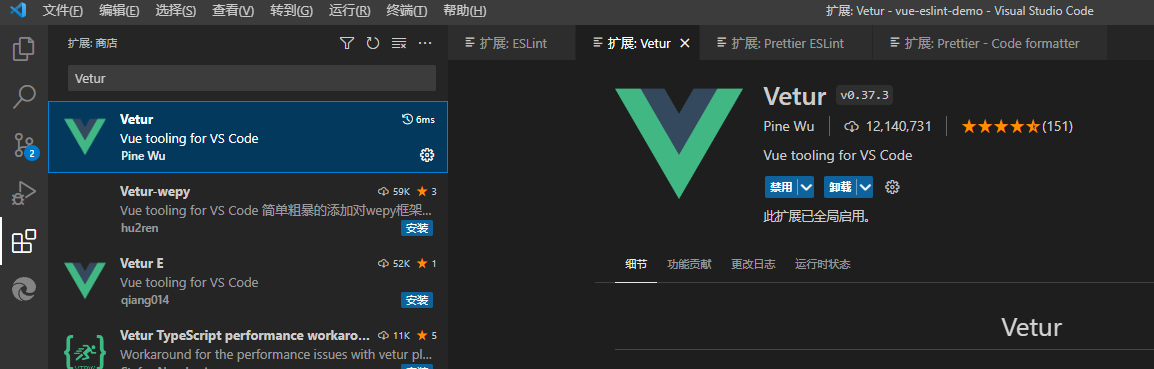 文件(F) 编辑(E) 选择(S) 查看(V) 转到(G) 运行(R) 终端(T) 帮助(H) 扩展: Vetur - vue-eslint-demo - Visual Studio Code
扩展: 商店
扩展: ESLint 扩展: Vetur 扩展: Prettier ESLint 扩展: Prettier - Code formatter
Vetur
2
Vetur 6ms
Vue tooling for VS Code
Pine Wu
Vetur-wepy 59K 3
Vue tooling for VS Code 简单粗暴的添加对wepy框架...
hu2ren 安装
Vetur E 52K 1
Vue tooling for VS Code
qiang014 安装
Vetur TypeScript performance workaro... 11K 5
Workaround for the performance issues with vetur pl...
Vetur v0.37.3
Pine Wu 12,140,731 (151)
Vue tooling for VS Code
禁用 卸载
此扩展已全局启用。
细节 功能贡献 更改日志 运行时状态
Vetur